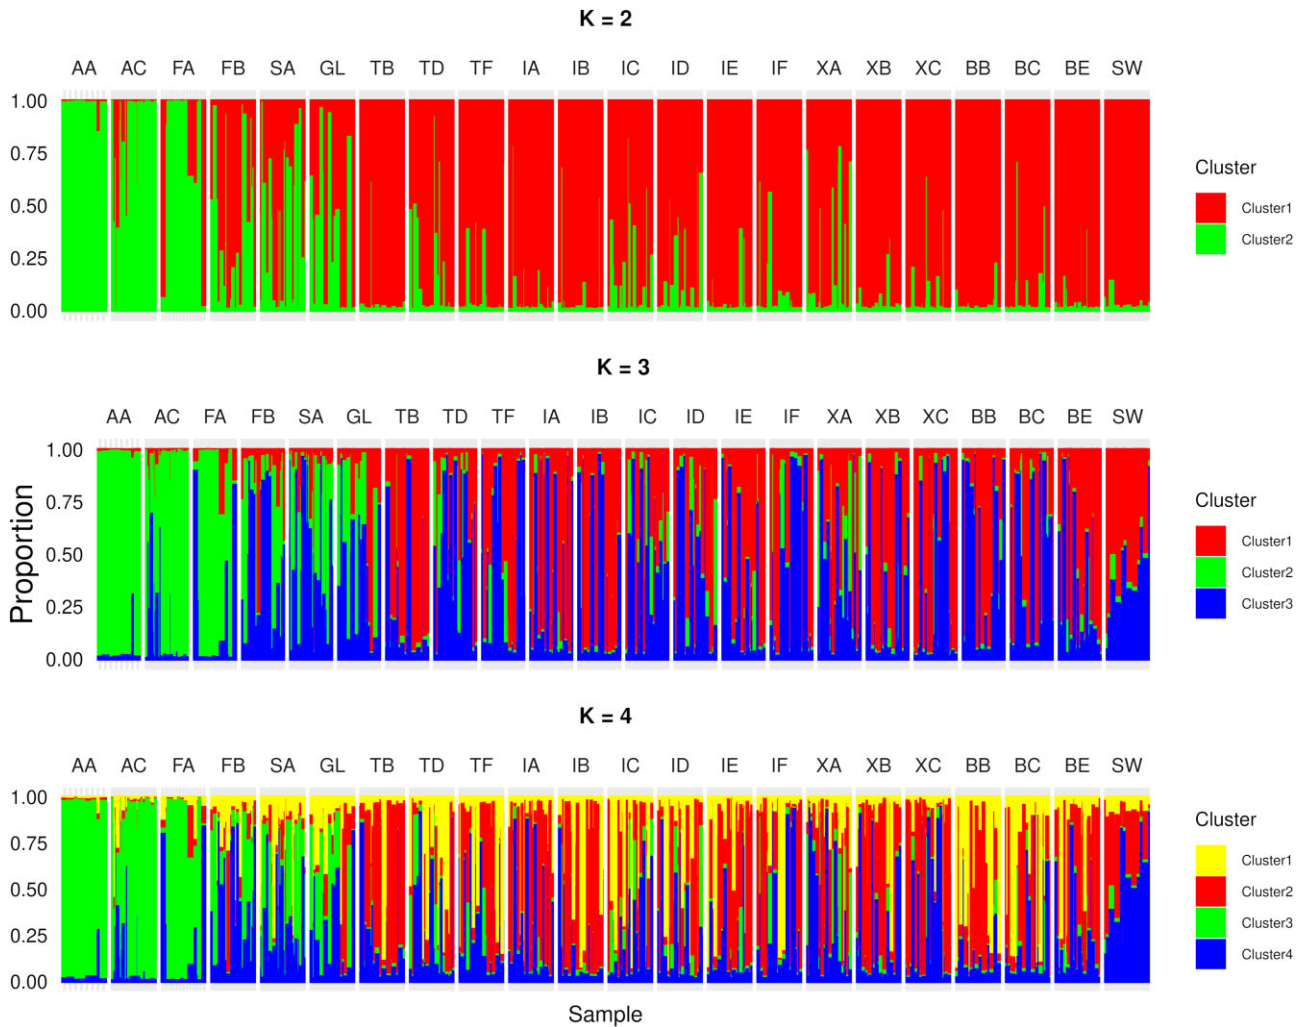 K = 2
AA AC FA FB SA GL TB TD TF IA IB IC ID IE IF XA XB XC BB BC BE SW
1.00
0.75
0.50
0.25
0.00
Cluster
Cluster1
Cluster2
K = 3
AA AC FA FB SA GL TB TD TF IA IB IC ID IE IF XA XB XC BB BC BE SW
1.00
0.75
0.50
0.25
0.00
Proportion
Cluster
Cluster1
Cluster2
Cluster3
K = 4
AA AC FA FB SA GL TB TD TF IA IB IC ID IE IF XA XB XC BB BC BE SW
1.00
0.75
0.50
0.25
0.00
Cluster
Cluster1
Cluster2
Cluster3
Cluster4
Sample